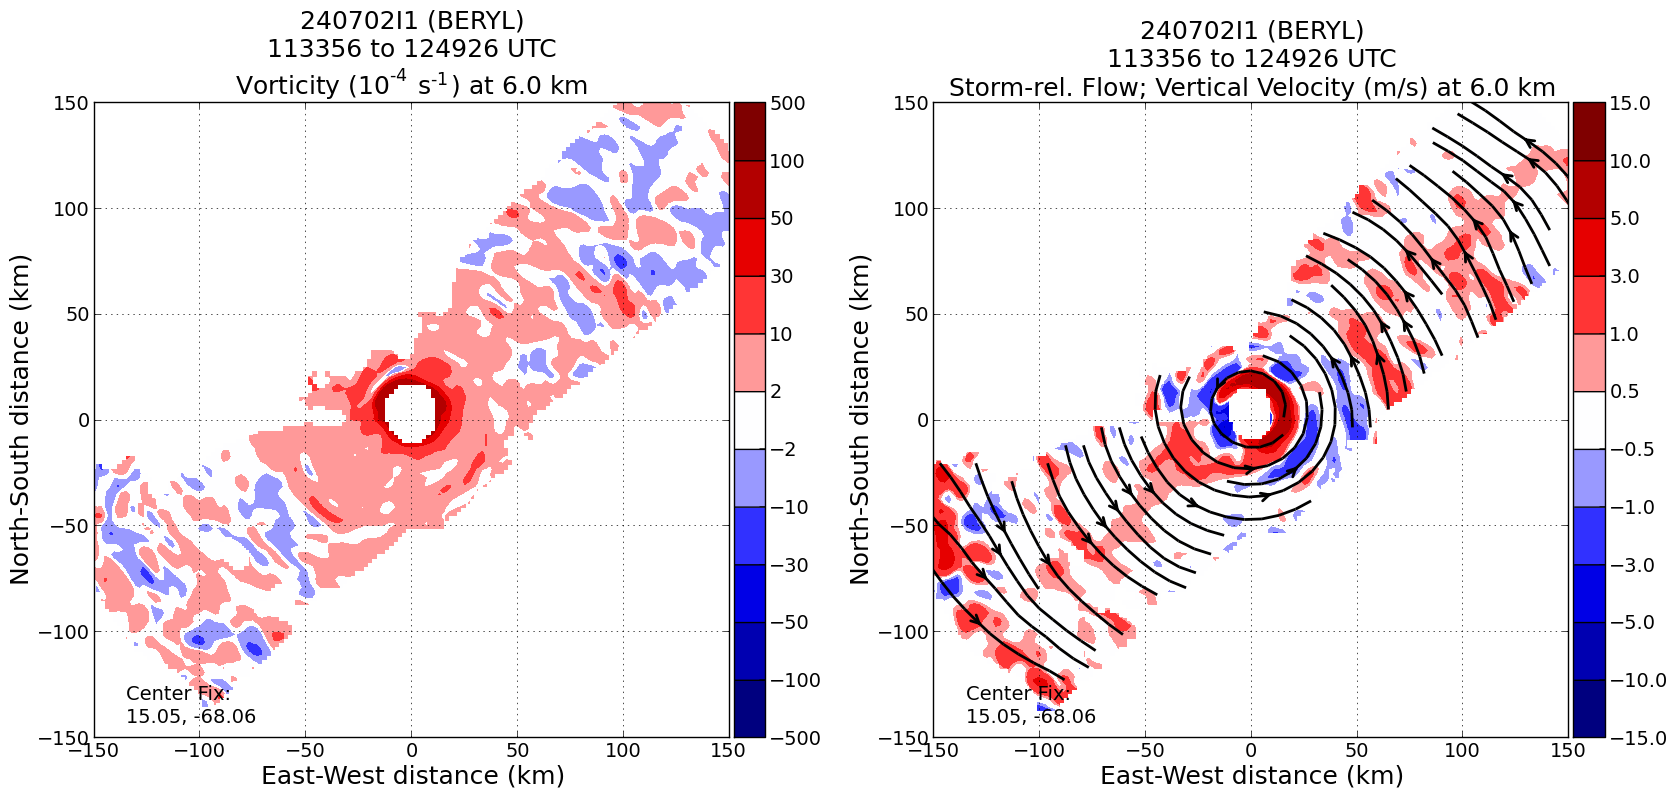 240702I1 (BERYL)
113356 to 124926 UTC
Vorticity (10⁻⁴ s⁻¹) at 6.0 km
150
100
50
0
−50
−100
−150
North-South distance (km)
Center Fix:
15.05, -68.06
−150 −100 −50 0 50 100 150
East-West distance (km)
500
100
50
30
10
2
−2
−10
−30
−50
−100
−500
240702I1 (BERYL)
113356 to 124926 UTC
Storm-rel. Flow; Vertical Velocity (m/s) at 6.0 km
150
100
50
0
−50
−100
−150
North-South distance (km)
Center Fix:
15.05, -68.06
−150 −100 −50 0 50 100 150
East-West distance (km)
15.0
10.0
5.0
3.0
1.0
0.5
−0.5
−1.0
−3.0
−5.0
−10.0
−15.0